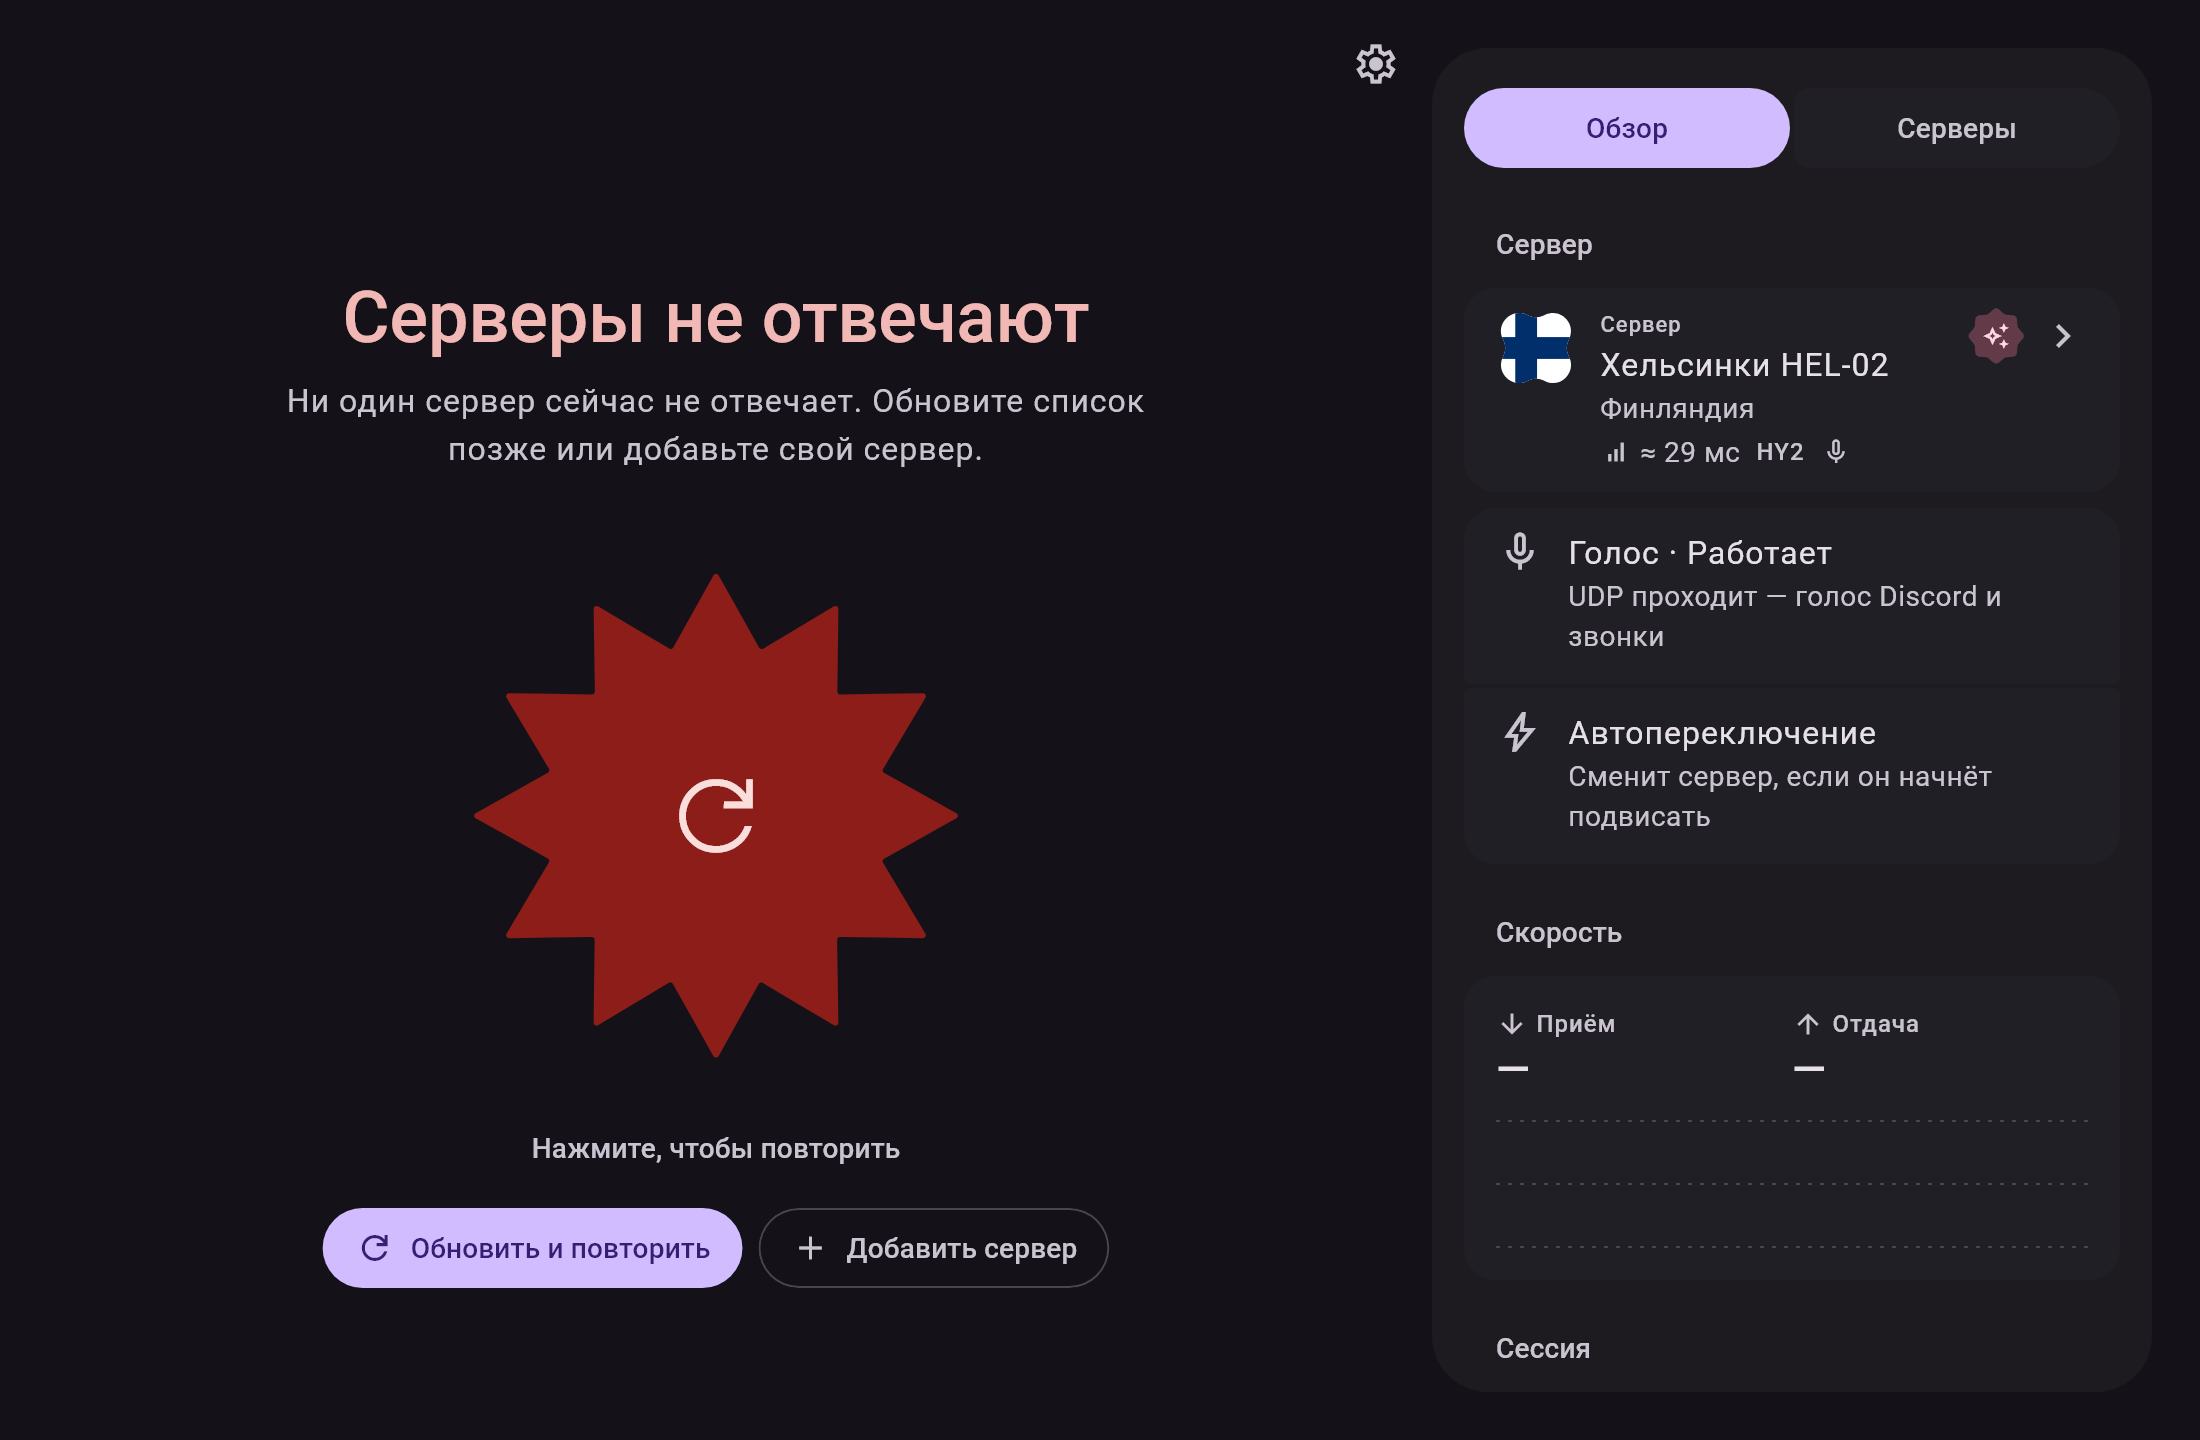 Серверы не отвечают
Ни один сервер сейчас не отвечает. Обновите список
позже или добавьте свой сервер.
Нажмите, чтобы повторить
Обновить и повторить
Добавить сервер
Обзор
Серверы
Сервер
Сервер
Хельсинки HEL-02
Финляндия
≈ 29 мс HY2
Голос · Работает
UDP проходит — голос Discord и
звонки
Автопереключение
Сменит сервер, если он начнёт
подвисать
Скорость
Приём
—
Отдача
—
Сессия